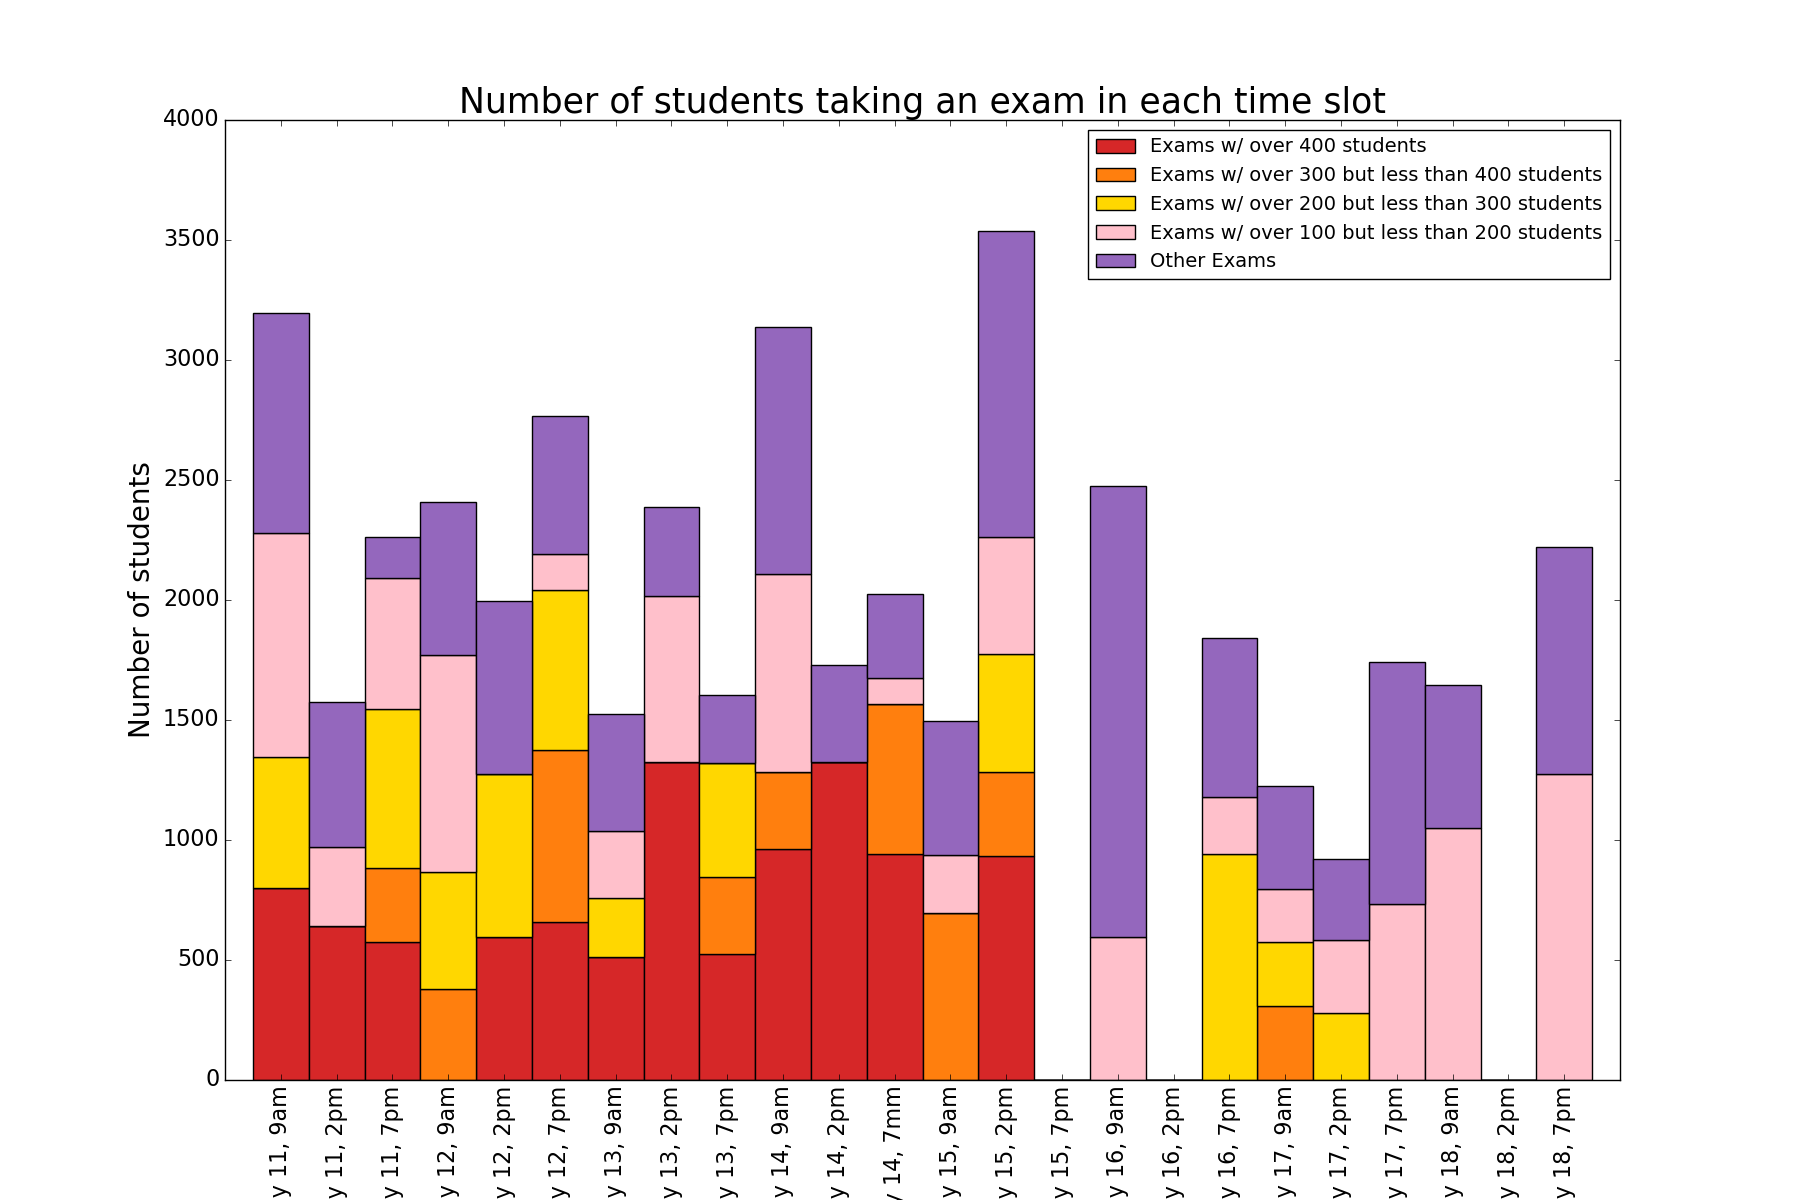 Number of students taking an exam in each time slot
Number of students
4000
3500
3000
2500
2000
1500
1000
500
0
Exams w/ over 400 students
Exams w/ over 300 but less than 400 students
Exams w/ over 200 but less than 300 students
Exams w/ over 100 but less than 200 students
Other Exams
y 11, 9am
y 11, 2pm
y 11, 7pm
y 12, 9am
y 12, 2pm
y 12, 7pm
y 13, 9am
y 13, 2pm
y 13, 7pm
y 14, 9am
y 14, 2pm
y 14, 7mm
y 15, 9am
y 15, 2pm
y 15, 7pm
y 16, 9am
y 16, 2pm
y 16, 7pm
y 17, 9am
y 17, 2pm
y 17, 7pm
y 18, 9am
y 18, 2pm
y 18, 7pm